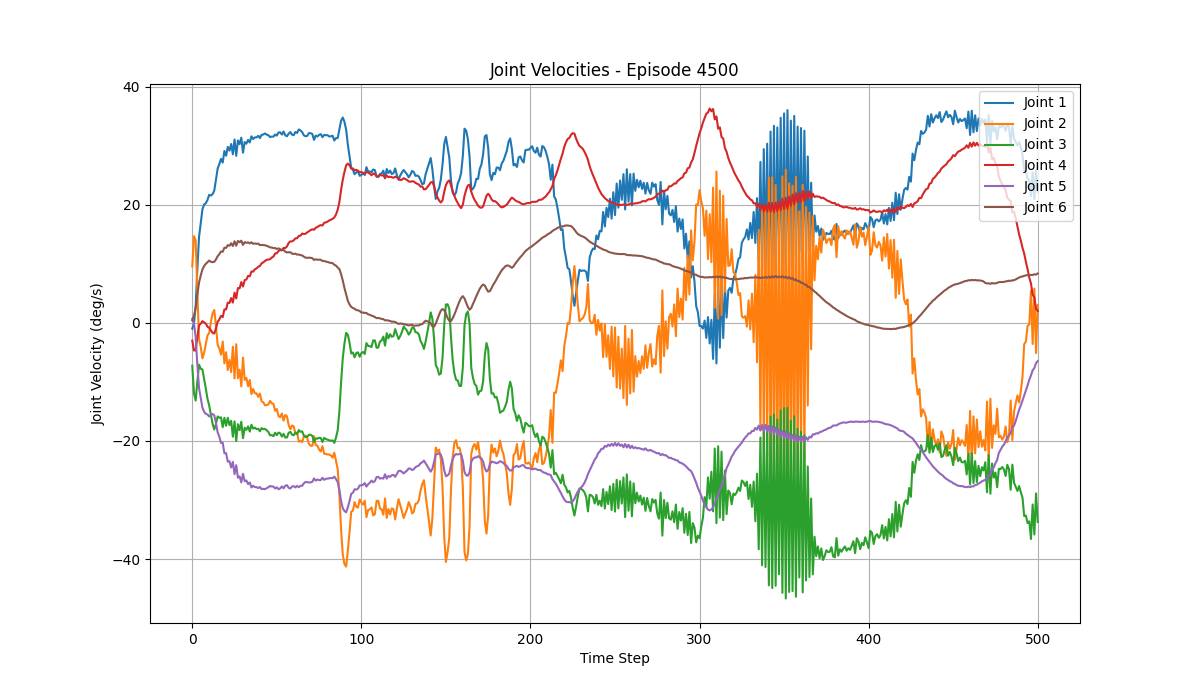 Joint Velocities - Episode 4500
Joint Velocity (deg/s)
40
20
0
−20
−40
0
100
200
300
400
500
Time Step
Joint 1
Joint 2
Joint 3
Joint 4
Joint 5
Joint 6